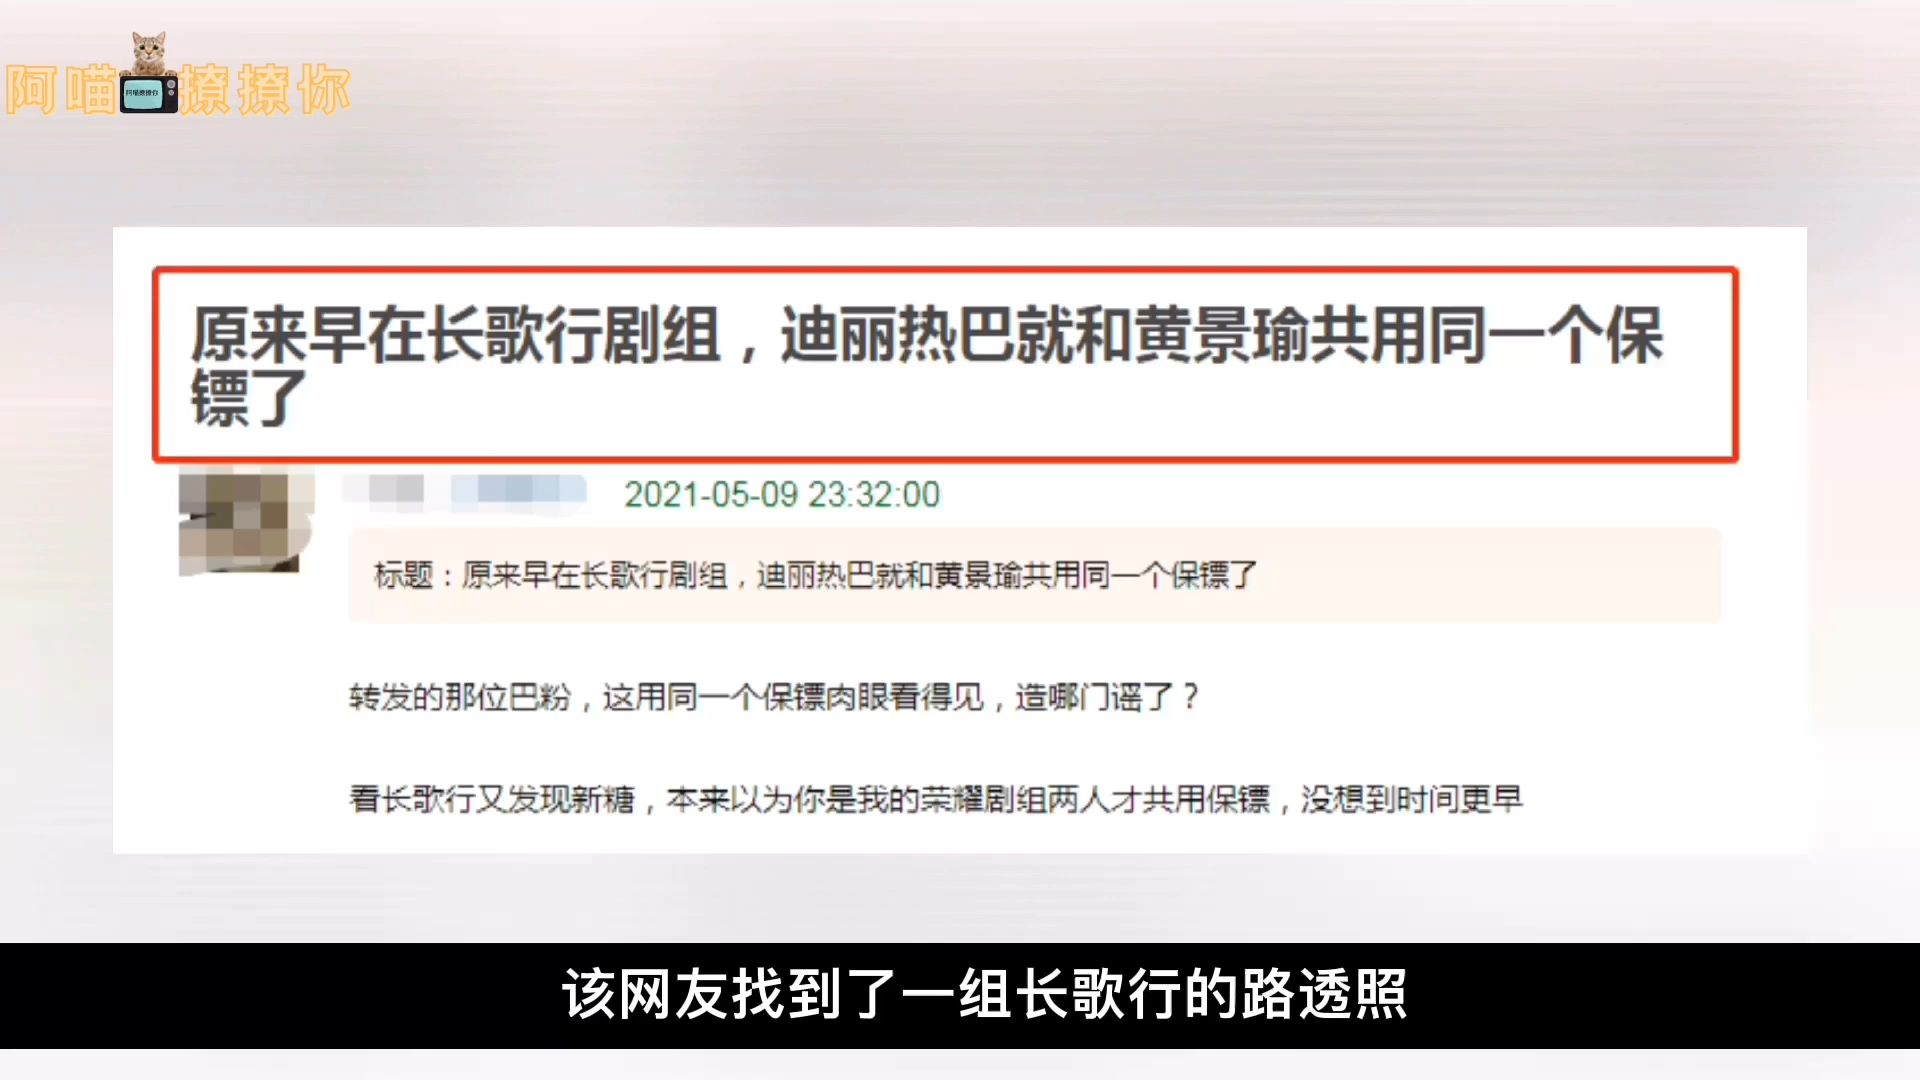 阿喵撩撩你
阿喵撩撩你
原来早在长歌行剧组，迪丽热巴就和黄景瑜共用同一个保
镖了
2021-05-09 23:32:00
标题：原来早在长歌行剧组，迪丽热巴就和黄景瑜共用同一个保镖了
转发的那位巴粉，这用同一个保镖肉眼看得见，造哪门谣了？
看长歌行又发现新糖，本来以为你是我的荣耀剧组两人才共用保镖，没想到时间更早
该网友找到了一组长歌行的路透照